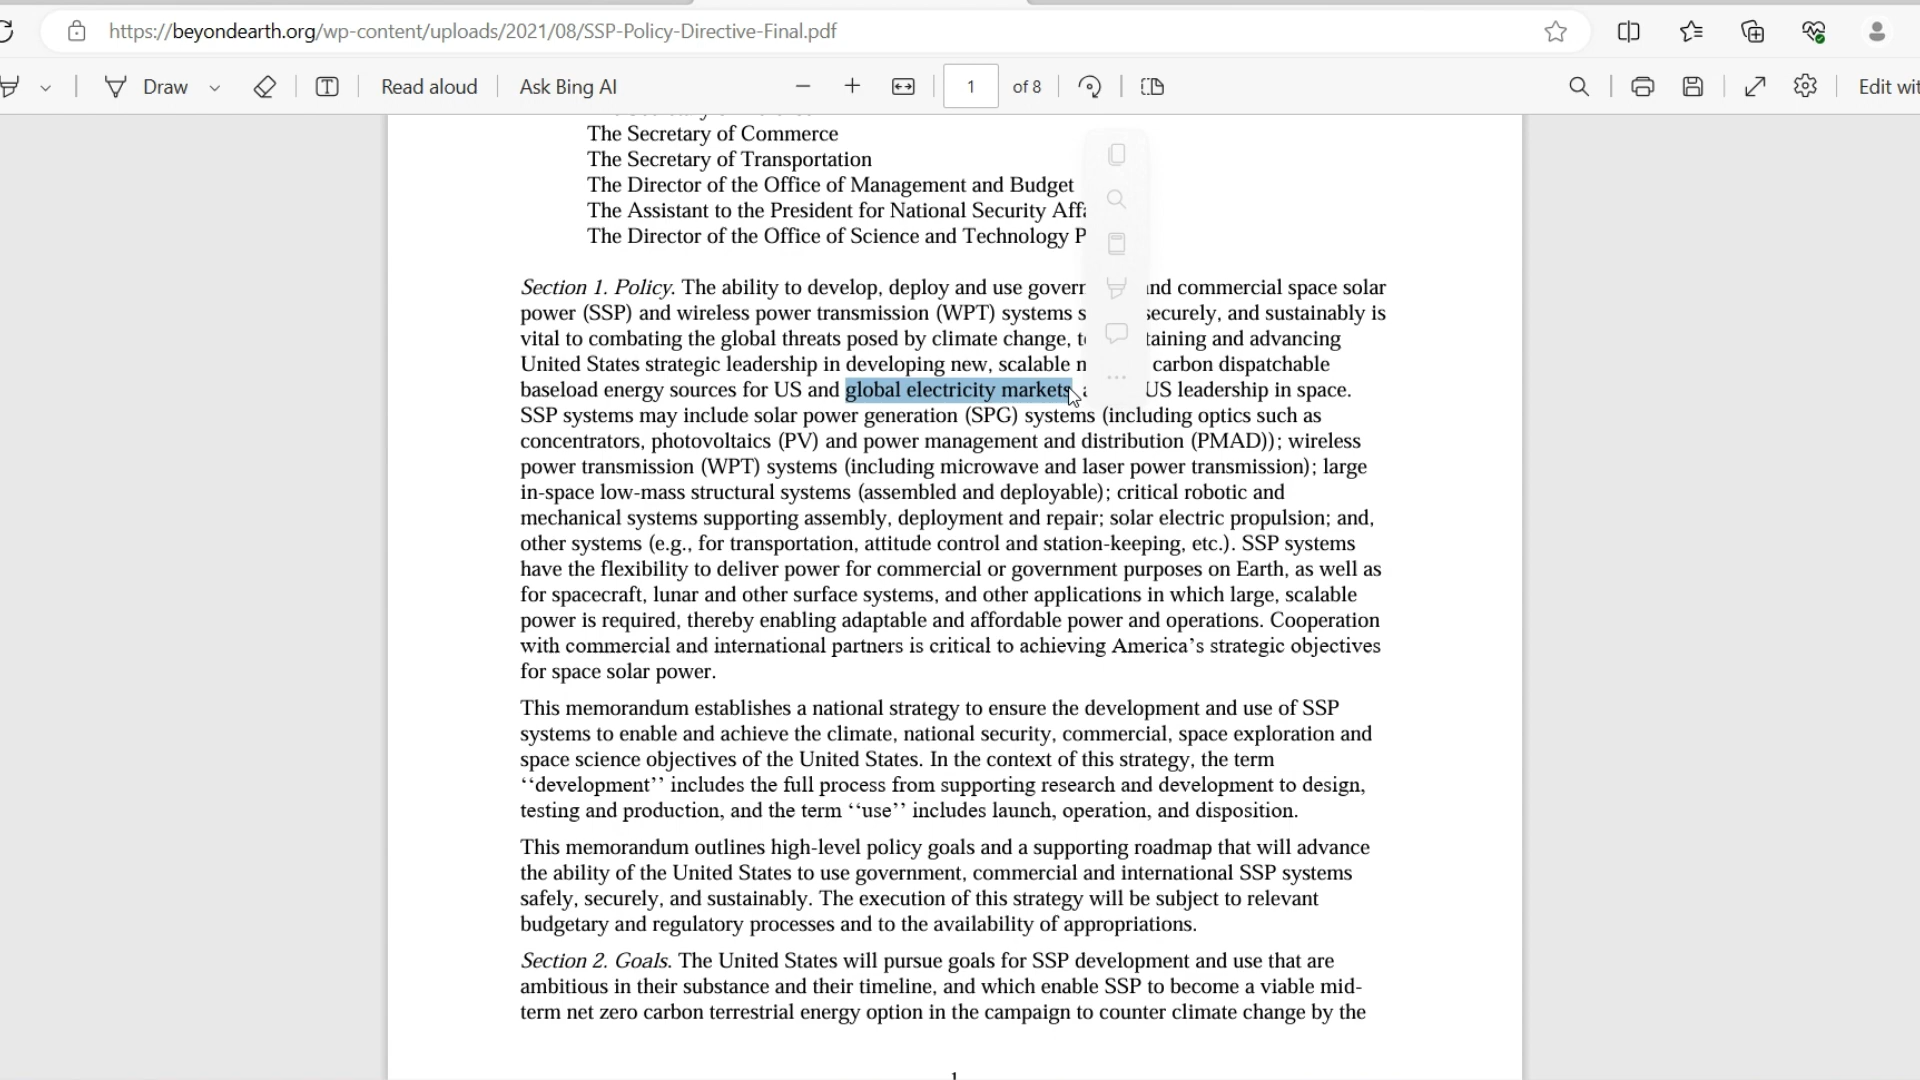 https://beyondearth.org/wp-content/uploads/2021/08/SSP-Policy-Directive-Final.pdf
Draw Read aloud Ask Bing AI 1 of 8 Edit
The Secretary of Commerce
The Secretary of Transportation
The Director of the Office of Management and Budget
The Assistant to the President for National Security
The Director of the Office of Science and Technology
Section 1. Policy. The ability to develop, deploy and use commercial space solar
power (SSP) and wireless power transmission (WPT) systems securely, and sustainably is
vital to combating the global threats posed by climate change, and advancing
United States strategic leadership in developing new, scalable carbon dispatchable
baseload energy sources for US and global electricity markets, US leadership in space.
SSP systems may include solar power generation (SPG) systems (including optics such as
concentrators, photovoltaics (PV) and power management and distribution (PMAD)); wireless
power transmission (WPT) systems (including microwave and laser power transmission); large
in-space low-mass structural systems (assembled and deployable); critical robotic and
mechanical systems supporting assembly, deployment and repair; solar electric propulsion; and,
other systems (e.g., for transportation, attitude control and station-keeping, etc.). SSP systems
have the flexibility to deliver power for commercial or government purposes on Earth, as well as
for spacecraft, lunar and other surface systems, and other applications in which large, scalable
power is required, thereby enabling adaptable and affordable power and operations. Cooperation
with commercial and international partners is critical to achieving America’s strategic objectives
for space solar power.
This memorandum establishes a national strategy to ensure the development and use of SSP
systems to enable and achieve the climate, national security, commercial, space exploration and
space science objectives of the United States. In the context of this strategy, the term
‘‘development’’ includes the full process from supporting research and development to design,
testing and production, and the term ‘‘use’’ includes launch, operation, and disposition.
This memorandum outlines high-level policy goals and a supporting roadmap that will advance
the ability of the United States to use government, commercial and international SSP systems
safely, securely, and sustainably. The execution of this strategy will be subject to relevant
budgetary and regulatory processes and to the availability of appropriations.
Section 2. Goals. The United States will pursue goals for SSP development and use that are
ambitious in their substance and their timeline, and which enable SSP to become a viable mid-
term net zero carbon terrestrial energy option in the campaign to counter climate change by the